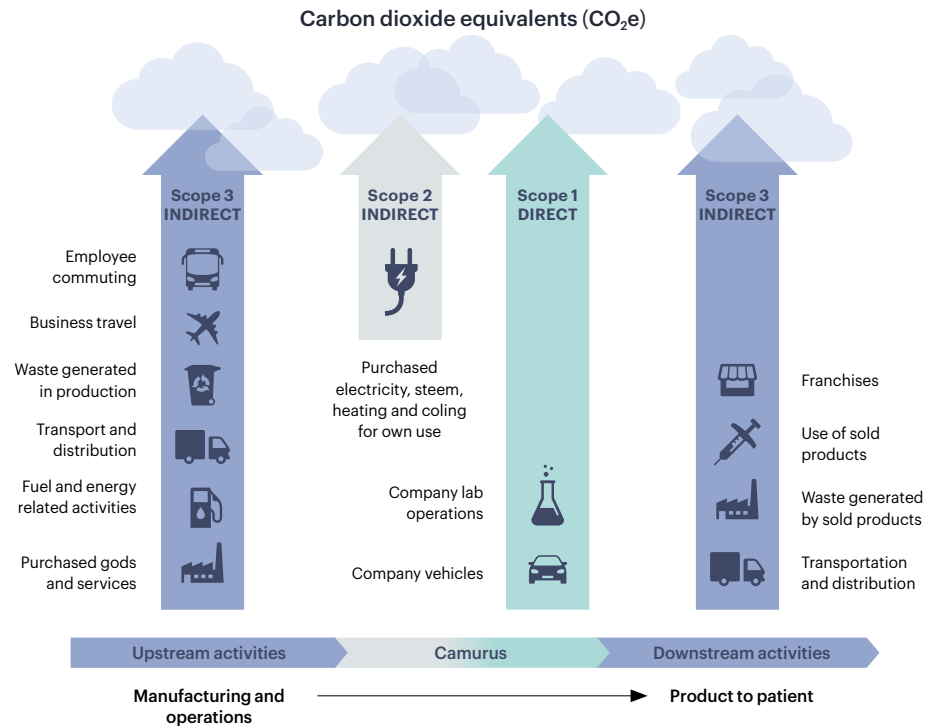 Carbon dioxide equivalents (CO₂e)
Scope 3
INDIRECT
Employee
commuting
Business travel
Waste generated
in production
Transport and
distribution
Fuel and energy
related activities
Purchased gods
and services
Scope 2
INDIRECT
Purchased
electricity, steem,
heating and coling
for own use
Scope 1
DIRECT
Company lab
operations
Company vehicles
Scope 3
INDIRECT
Franchises
Use of sold
products
Waste generated
by sold products
Transportation
and distribution
Upstream activities
Camurus
Downstream activities
Manufacturing and
operations
Product to patient